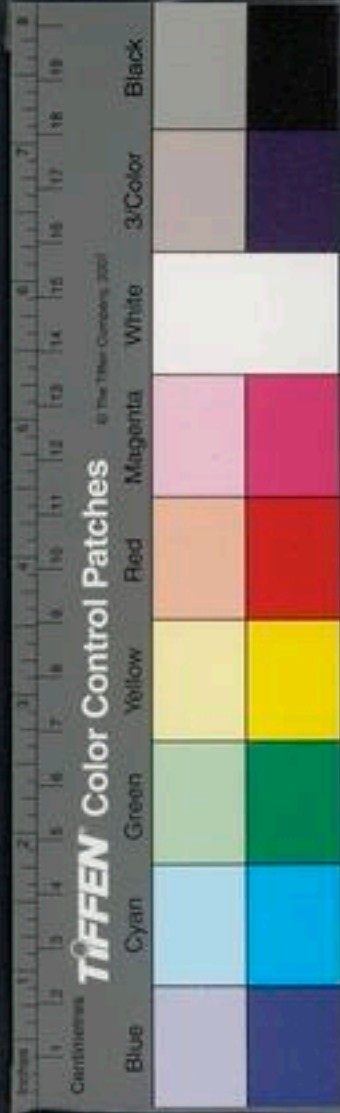 Inches 1 2 3 4 5 6 7 8
Centimetres 1 2 3 4 5 6 7 8 9 10 11 12 13 14 15 16 17 18 19
TIFFEN® Color Control Patches © The Tiffen Company, 2007
Blue Cyan Green Yellow Red Magenta White 3/Color Black